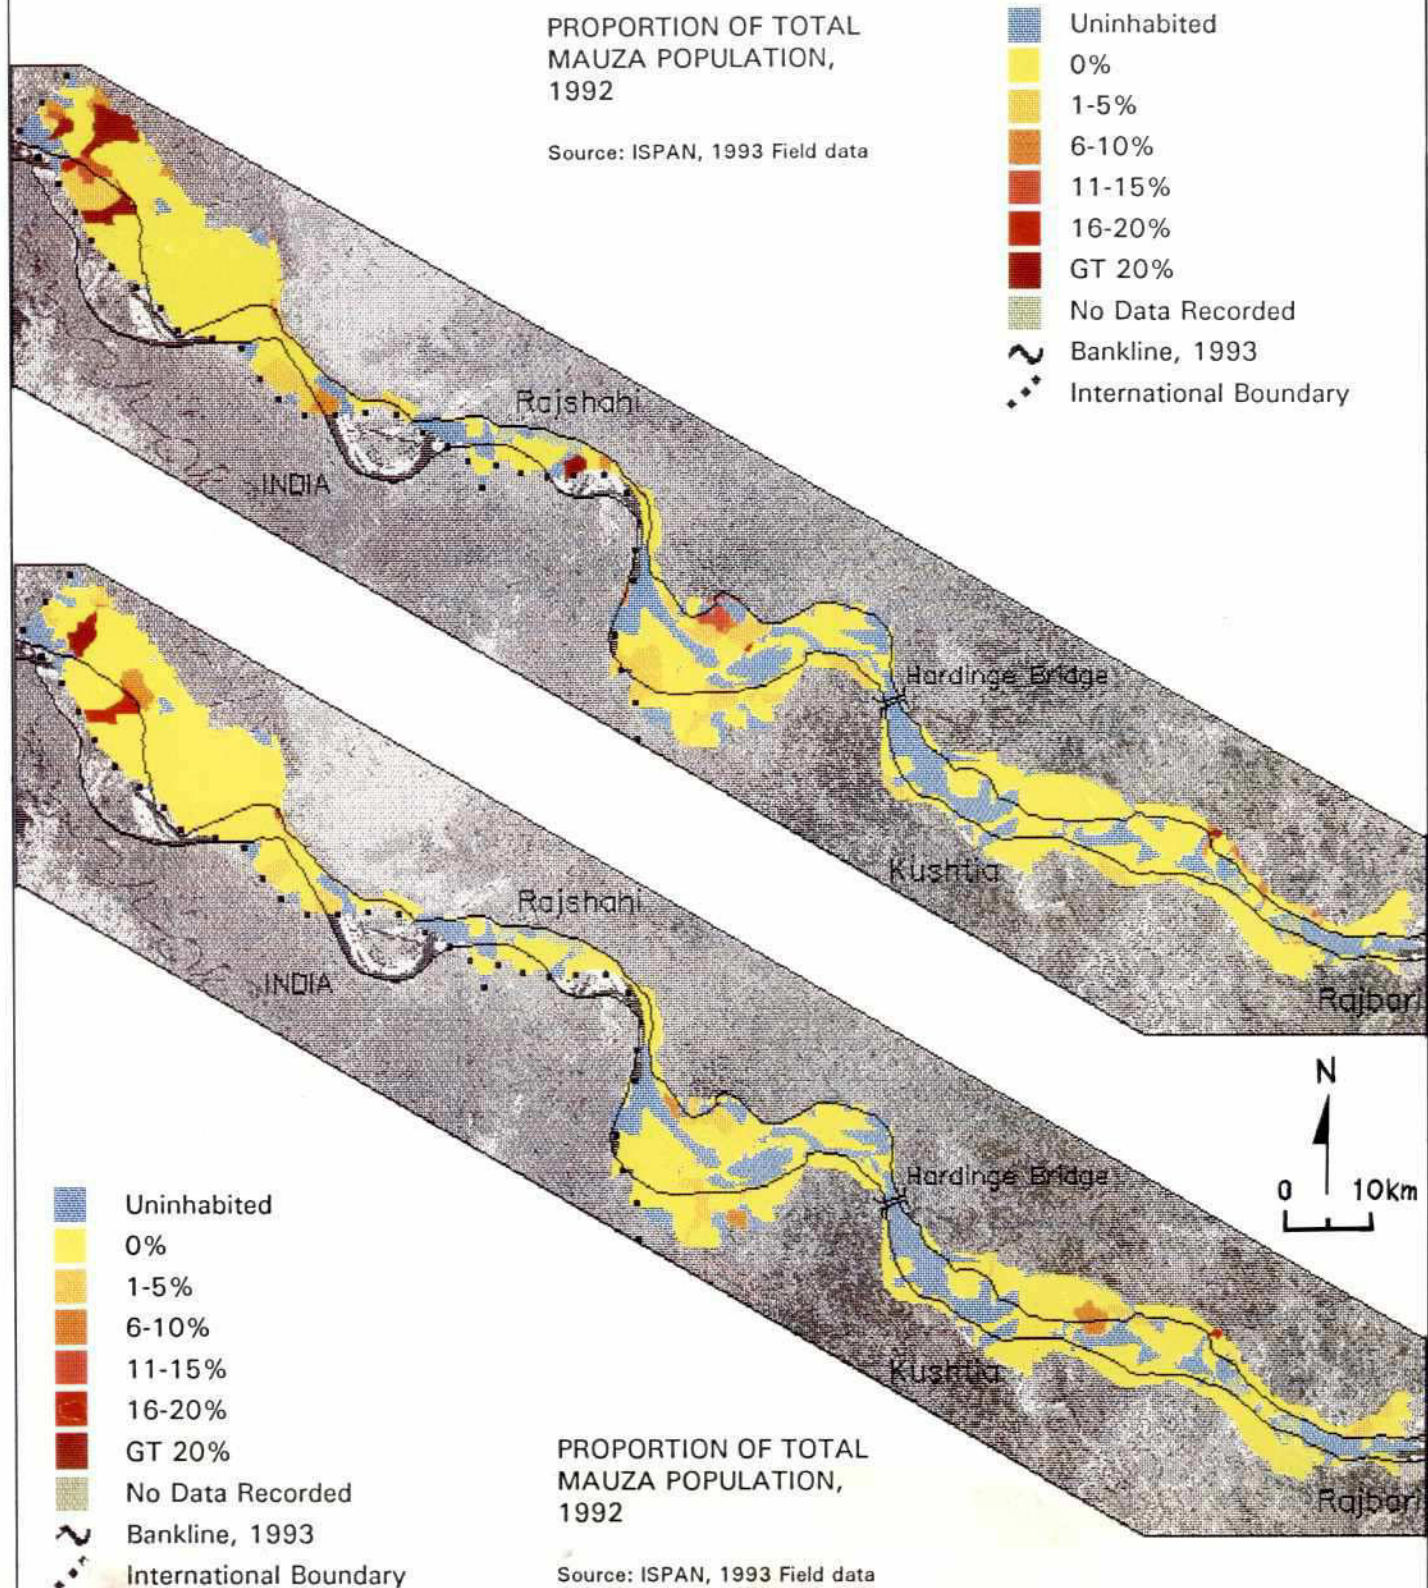 PROPORTION OF TOTAL
MAUZA POPULATION,
1992
Source: ISPAN, 1993 Field data
Uninhabited
0%
1-5%
6-10%
11-15%
16-20%
GT 20%
No Data Recorded
Bankline, 1993
International Boundary
Rajshahi
INDIA
Hardinge Bridge
Kushtia
Rajbari
Rajshahi
INDIA
N
0 10km
Hardinge Bridge
Kushtia
Rajbari
Uninhabited
0%
1-5%
6-10%
11-15%
16-20%
GT 20%
No Data Recorded
Bankline, 1993
International Boundary
PROPORTION OF TOTAL
MAUZA POPULATION,
1992
Source: ISPAN, 1993 Field data